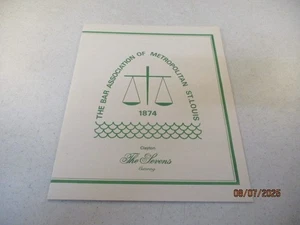 THE BAR ASSOCIATION OF METROPOLITAN ST. LOUIS
1874
The Sevens
08/07/2025